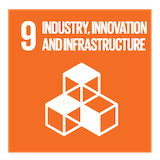 9 INDUSTRY, INNOVATION
AND INFRASTRUCTURE